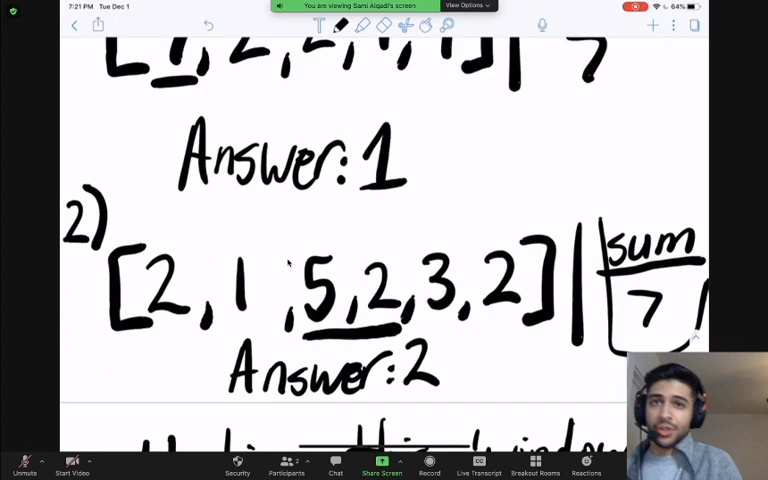 7:21 PM Tue Dec 1
You are viewing Sami Alqadi's screen
View Options
64%
Answer: 1
2)
[2, 1 , 5, 2, 3, 2] |
sum
7
Answer: 2
Unmute
Start Video
Security
Participants
2
Chat
Share Screen
Record
Live Transcript
Breakout Rooms
Reactions